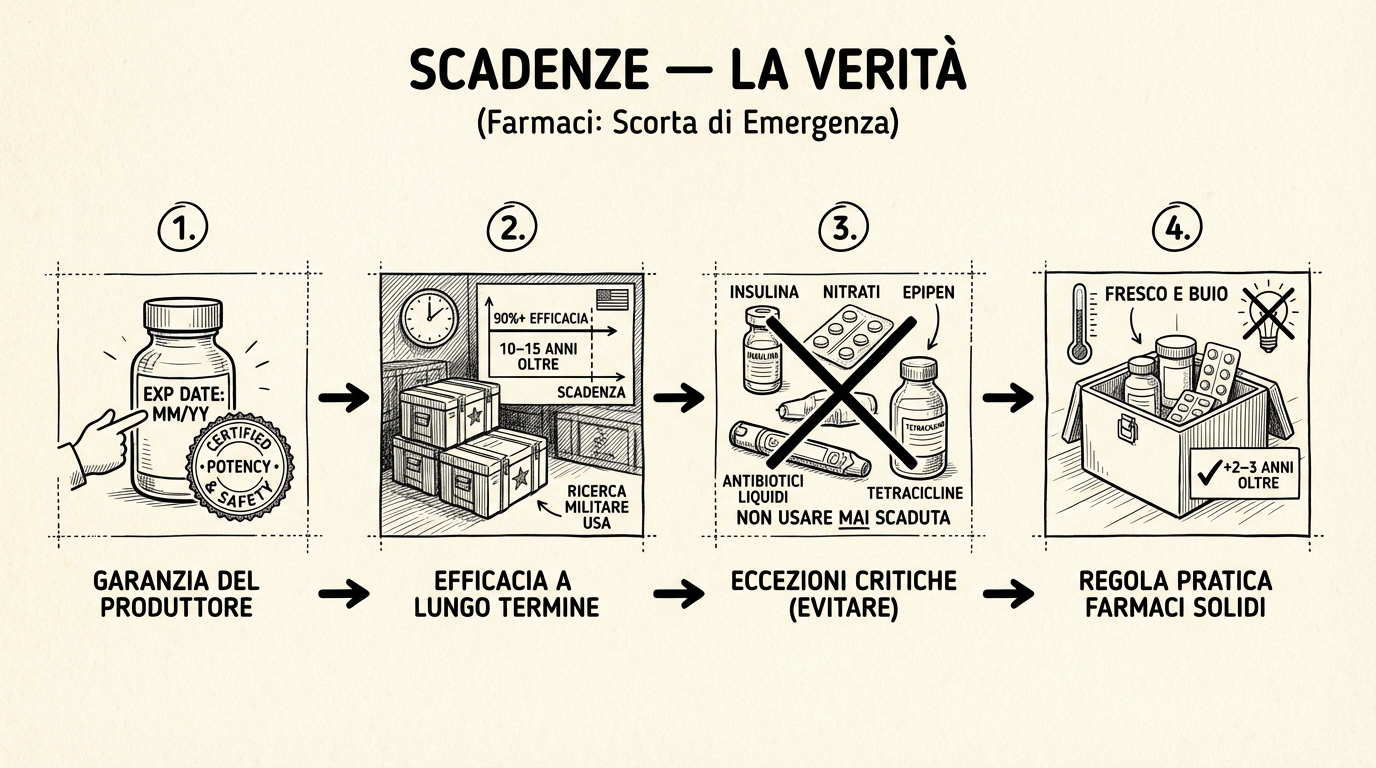 SCADENZE — LA VERITÀ
(Farmaci: Scorta di Emergenza)
1.
EXP DATE:
MM/YY
CERTIFIED
• POTENCY •
& SAFETY
GARANZIA DEL
PRODUTTORE
2.
90%+ EFFICACIA
10–15 ANNI
OLTRE
SCADENZA
RICERCA
MILITARE
USA
EFFICACIA A
LUNGO TERMINE
3.
INSULINA
NITRATI
EPIPEN
ANTIBIOTICI
LIQUIDI
TETRACICLINE
NON USARE MAI SCADUTA
ECCEZIONI CRITICHE
(EVITARE)
4.
FRESCO E BUIO
+2–3 ANNI
OLTRE
REGOLA PRATICA
FARMACI SOLIDI